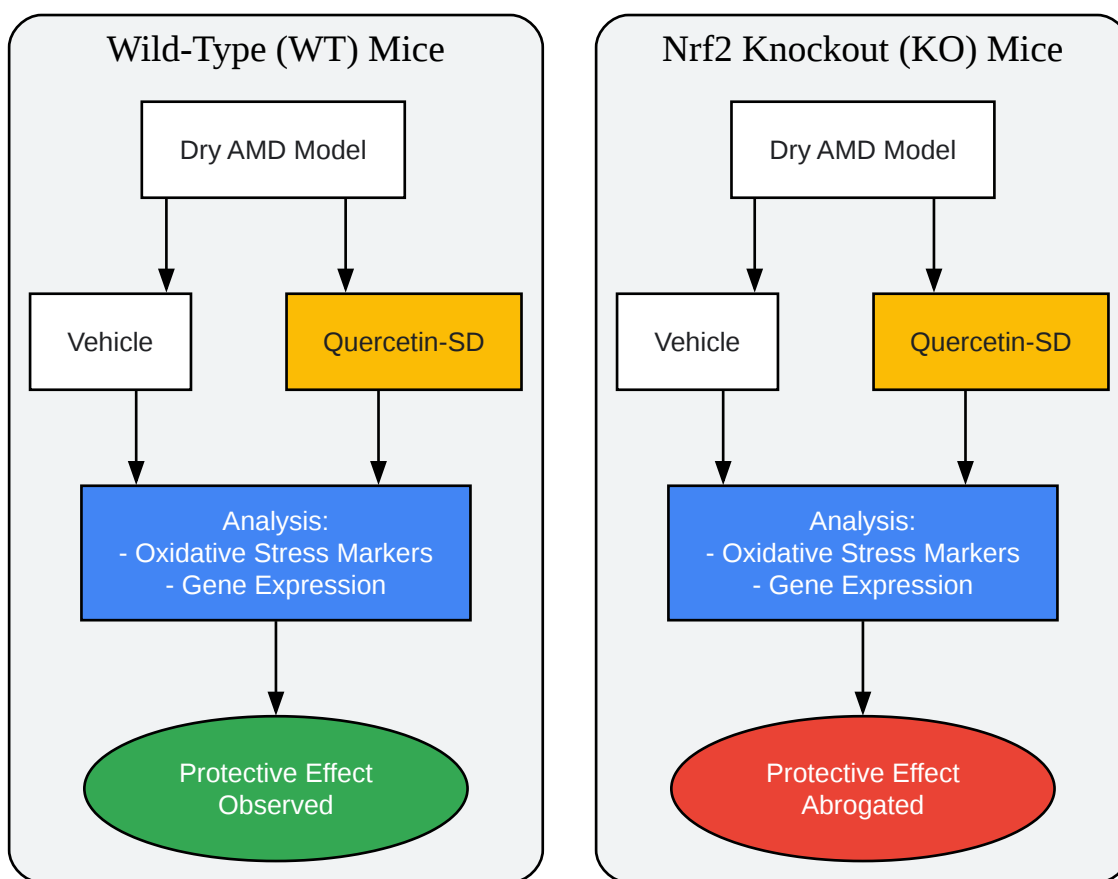 Wild-Type (WT) Mice
Dry AMD Model
Vehicle
Quercetin-SD
Analysis:
- Oxidative Stress Markers
- Gene Expression
Protective Effect
Observed
Nrf2 Knockout (KO) Mice
Dry AMD Model
Vehicle
Quercetin-SD
Analysis:
- Oxidative Stress Markers
- Gene Expression
Protective Effect
Abrogated